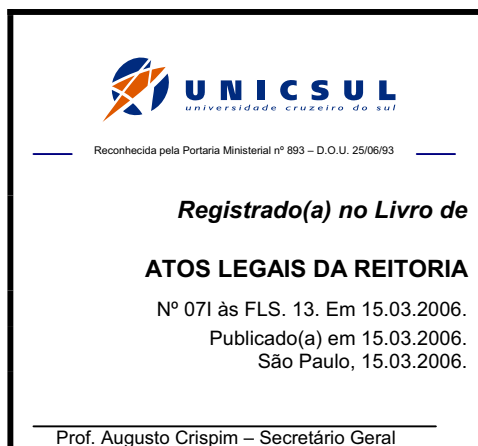 UNICSUL
universidade cruzeiro do sul
Reconhecida pela Portaria Ministerial nº 893 – D.O.U. 25/06/93
Registrado(a) no Livro de
ATOS LEGAIS DA REITORIA
Nº 07I às FLS. 13. Em 15.03.2006.
Publicado(a) em 15.03.2006.
São Paulo, 15.03.2006.
Prof. Augusto Crispim – Secretário Geral